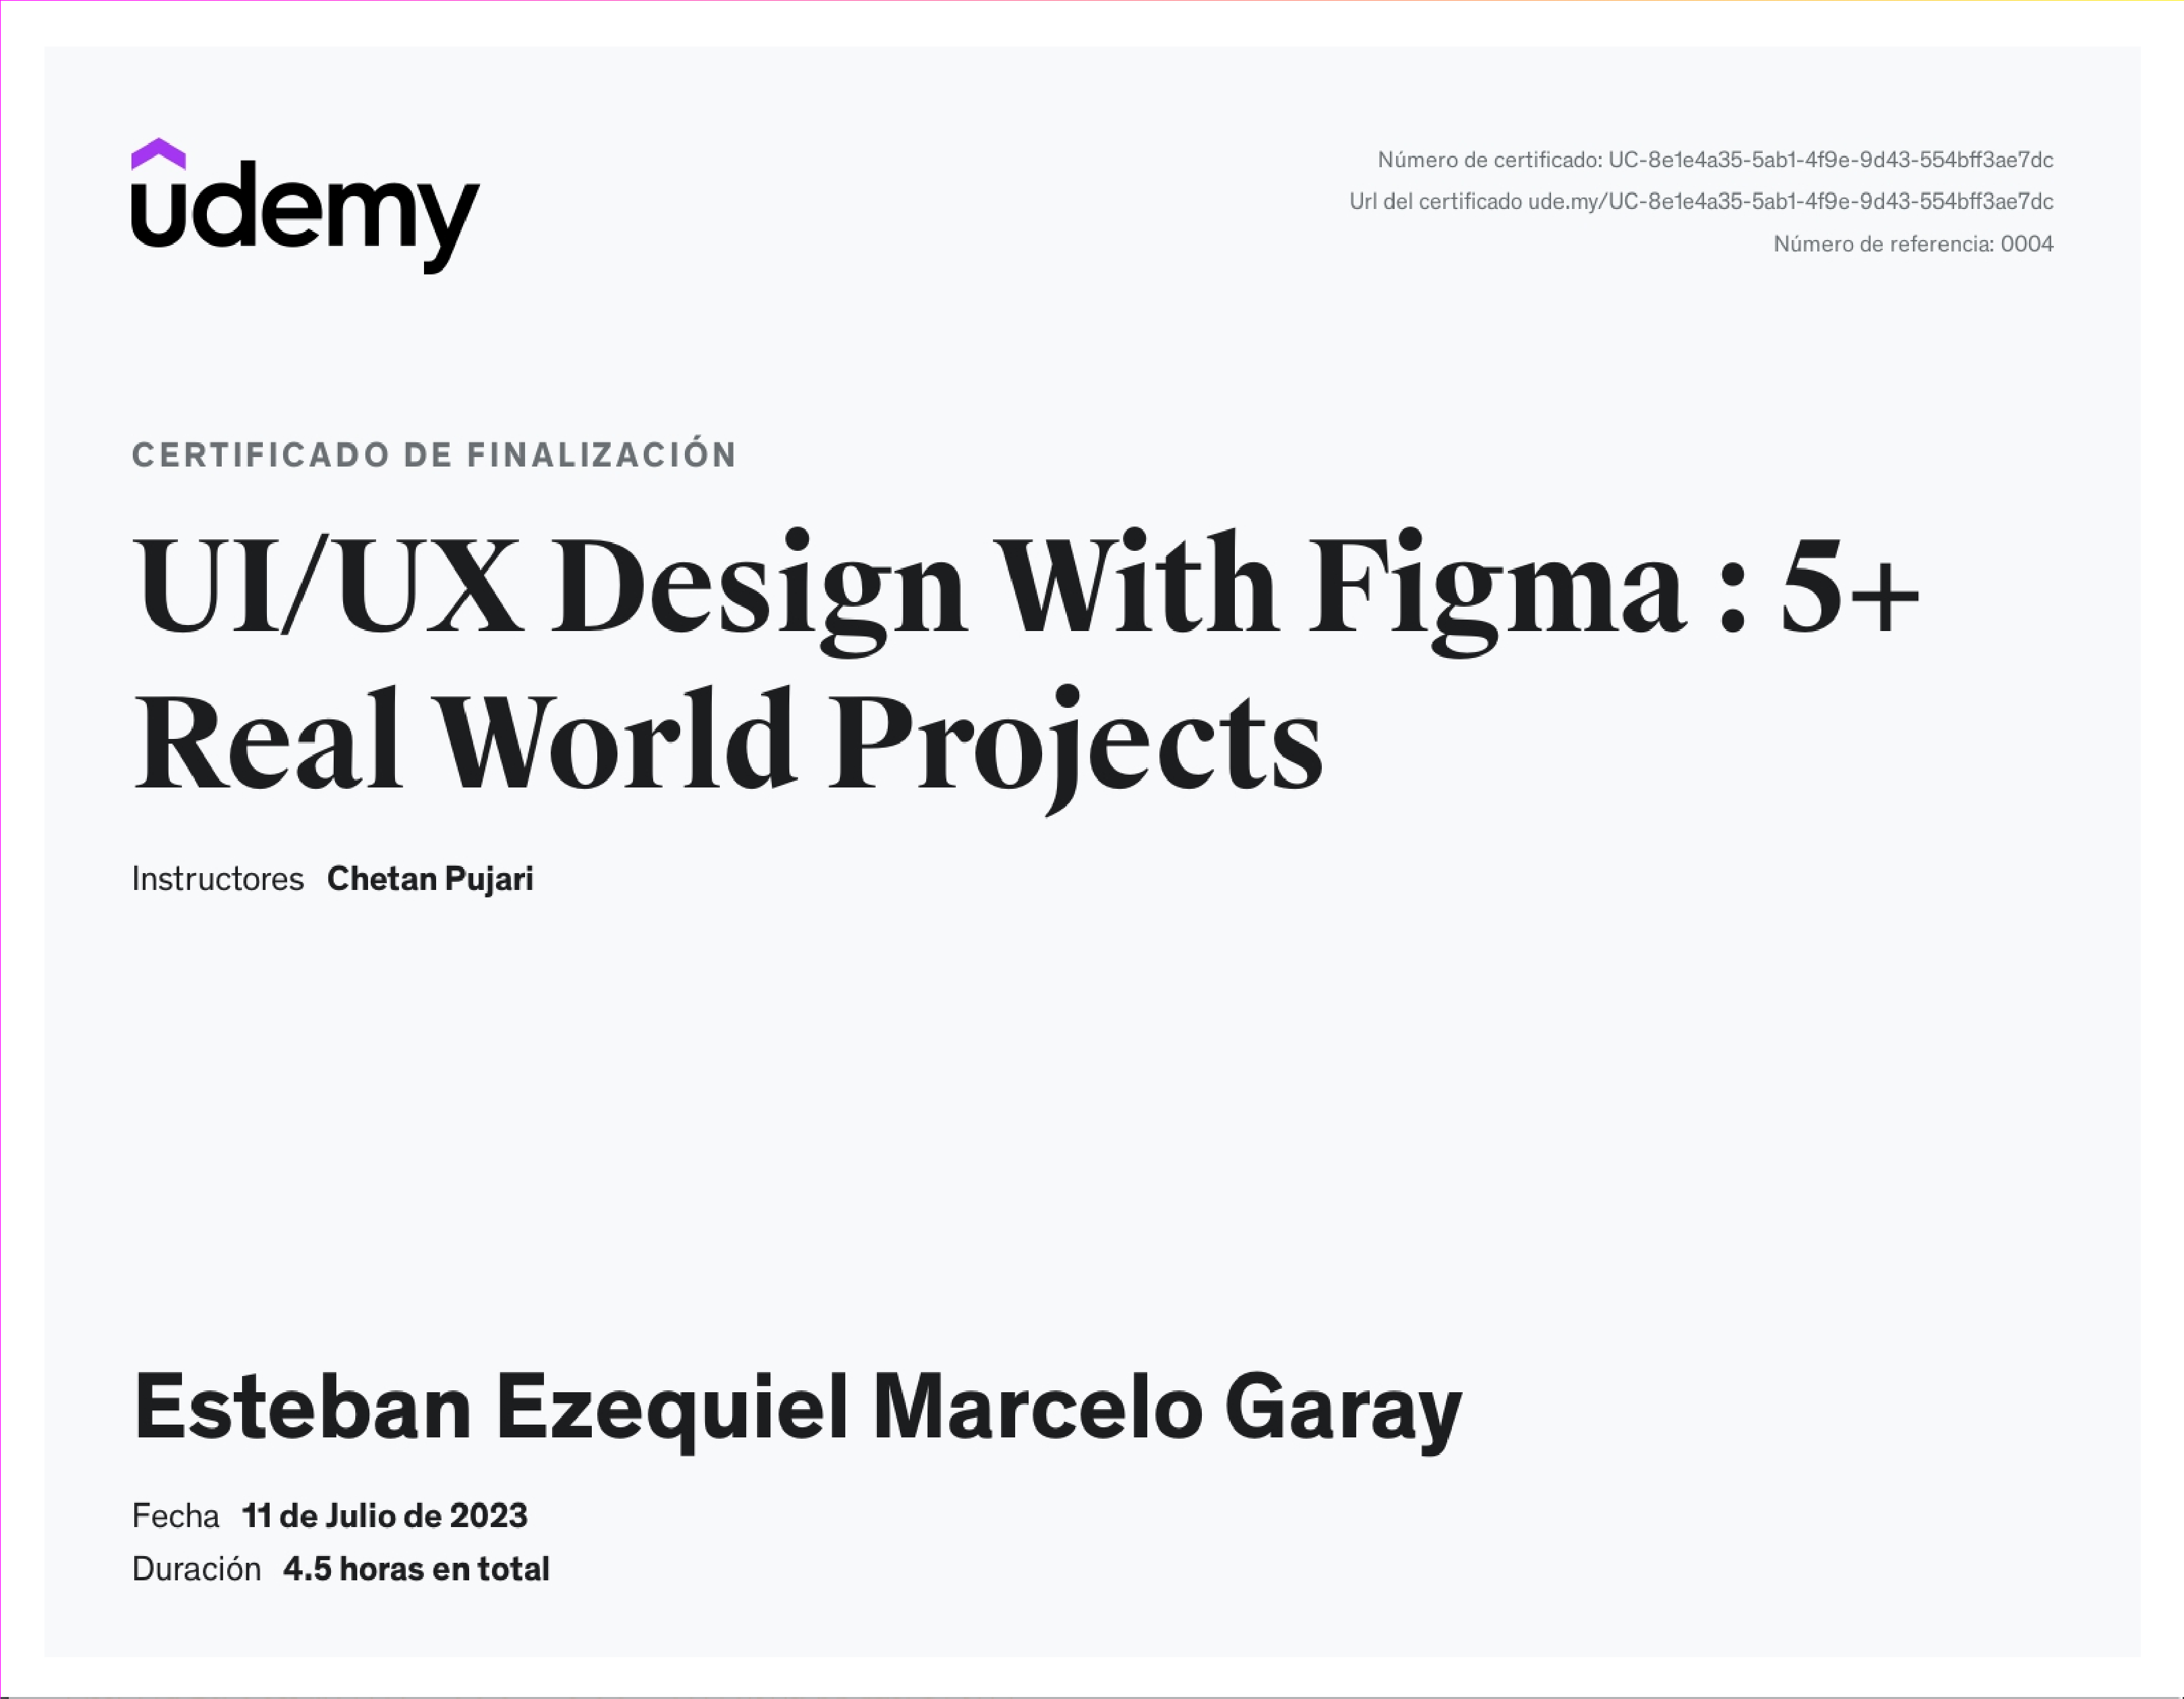 udemy
Número de certificado: UC-8e1e4a35-5ab1-4f9e-9d43-554bff3ae7dc
Url del certificado ude.my/UC-8e1e4a35-5ab1-4f9e-9d43-554bff3ae7dc
Número de referencia: 0004
CERTIFICADO DE FINALIZACIÓN
UI/UX Design With Figma : 5+
Real World Projects
Instructores Chetan Pujari
Esteban Ezequiel Marcelo Garay
Fecha 11 de Julio de 2023
Duración 4.5 horas en total